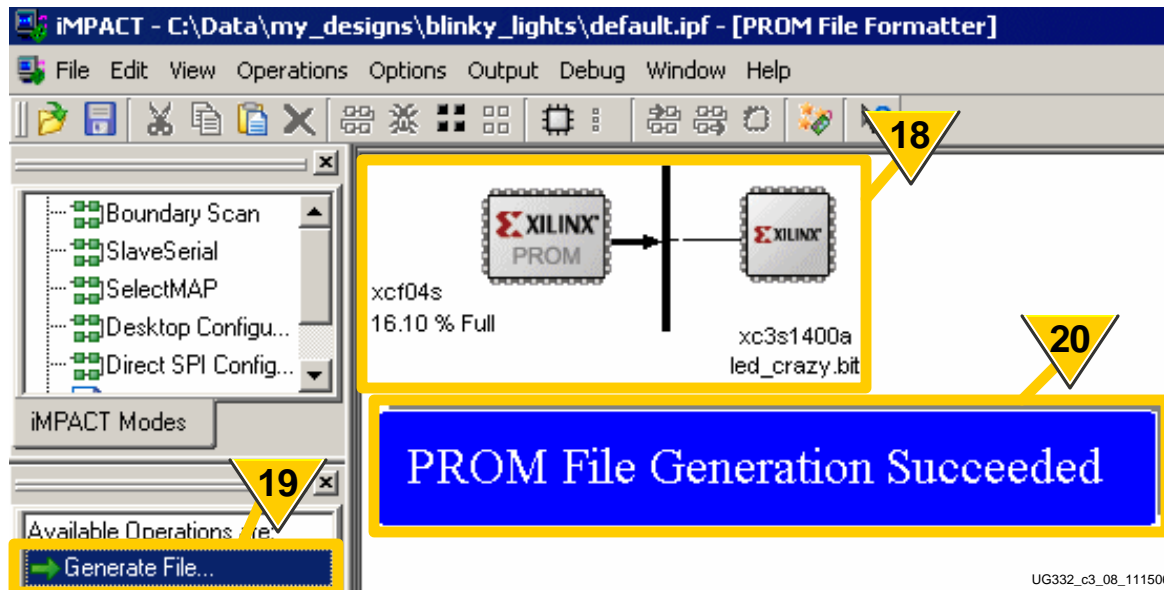 iMPACT - C:\Data\my_designs\blinky_lights\default.ipf - [PROM File Formatter]
File Edit View Operations Options Output Debug Window Help
18
Boundary Scan
SlaveSerial
SelectMAP
Desktop Configu...
Direct SPI Config...
iMPACT Modes
XILINX
PROM
xcf04s
16.10 % Full
XILINX
xc3s1400a
led_crazy.bit
20
PROM File Generation Succeeded
19
Available Operations are:
Generate File...
UG332_c3_08_111506